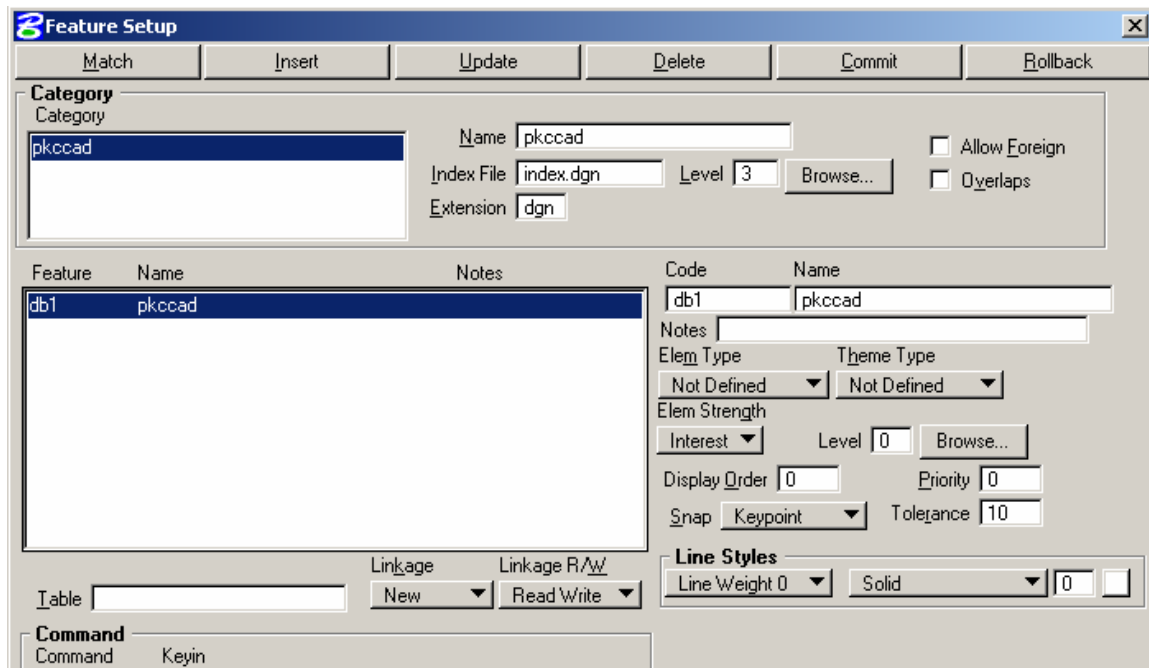 Feature Setup
Match Insert Update Delete Commit Rollback
Category
Category
pkccad
Name pkccad
Index File index.dgn Level 3 Browse...
Extension dgn
Allow Foreign
Overlaps
Feature Name Notes
db1 pkccad
Code Name
db1 pkccad
Notes
Elem Type Theme Type
Not Defined Not Defined
Elem Strength
Interest Level 0 Browse...
Display Order 0 Priority 0
Snap Keypoint Tolerance 10
Linkage Linkage R/W
Table New Read Write
Line Styles
Line Weight 0 Solid 0
Command
Command Keyin